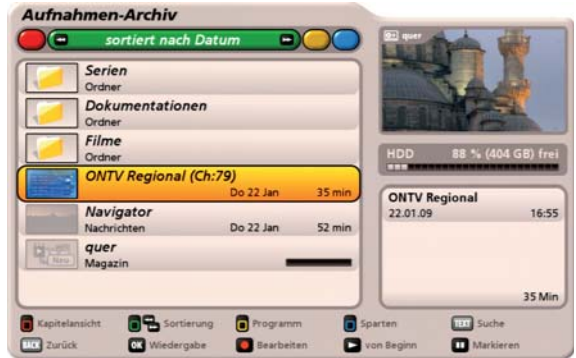 Aufnahmen-Archiv
sortiert nach Datum
Serien
Ordner
Dokumentationen
Ordner
Filme
Ordner
ONTV Regional (Ch:79)
Do 22 Jan 35 min
Navigator
Nachrichten Do 22 Jan 52 min
quer
Magazin
Neu
quer
HDD 88 % (404 GB) frei
ONTV Regional
22.01.09 16:55
35 Min
Kapitelansicht Sortierung Programm Sparten TEXT Suche
BACK Zurück OK Wiedergabe Bearbeiten von Beginn Markieren